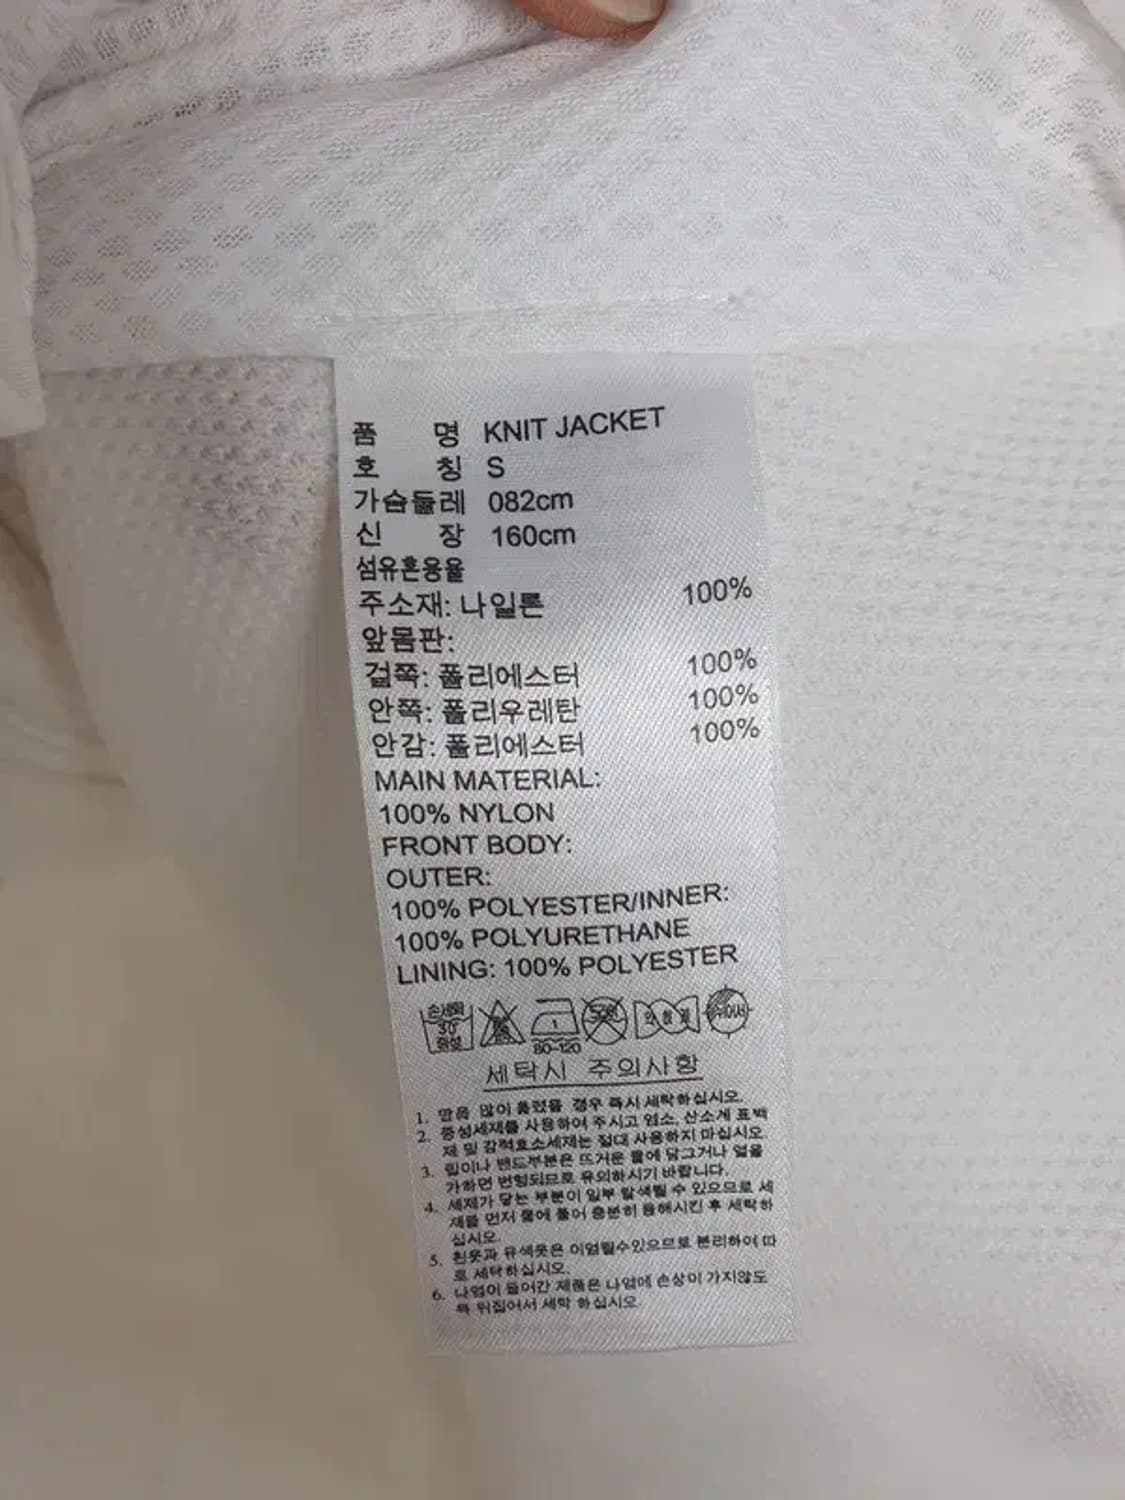 품 명 KNIT JACKET
호 칭 S
가슴둘레 082cm
신 장 160cm
섬유혼용율
주소재: 나일론 100%
앞몸판:
겉쪽: 폴리에스터 100%
안쪽: 폴리우레탄 100%
안감: 폴리에스터 100%
MAIN MATERIAL:
100% NYLON
FRONT BODY:
OUTER:
100% POLYESTER/INNER:
100% POLYURETHANE
LINING: 100% POLYESTER
손세탁 30° 중성 1 80~120
세탁시 주의사항
1. 땀을 많이 흘렸을 경우 즉시 세탁하십시오.
2. 중성세제를 사용하여 주시고 염소, 산소계 표백
제 및 강력효소세제는 절대 사용하지 마십시오.
3. 립이나 밴드부분은 뜨거운 물에 담그거나 열을
가하면 변형되므로 유의하시기 바랍니다.
4. 세제가 닿는 부분이 일부 탈색될 수 있으므로 세
제를 먼저 물에 풀어 충분히 용해시킨 후 세탁하
십시오.
5. 흰옷과 유색옷은 이염될수있으므로 분리하여 따
로 세탁하십시오.
6. 나염이 들어간 제품은 나염에 손상이 가지않도
록 뒤집어서 세탁 하십시오